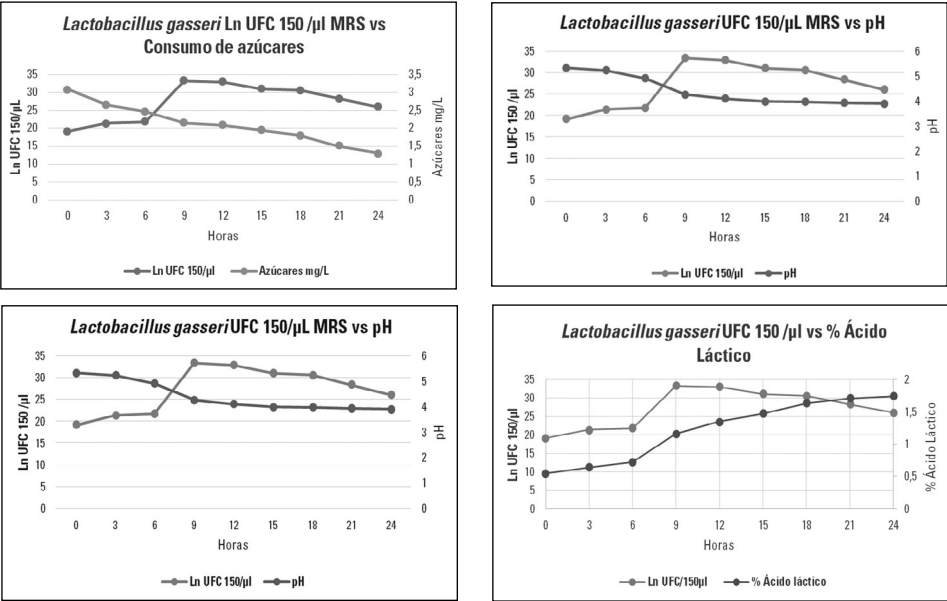 Lactobacillus gasseri Ln UFC 150 /µl MRS vs
Consumo de azúcares
35
30
25
20
15
10
5
0
Ln UFC 150/µL
3,5
3
2,5
2
1,5
1
0,5
0
Azúcares mg/L
0 3 6 9 12 15 18 21 24
Horas
Ln UFC 150/µl Azúcares mg/L
Lactobacillus gasseri UFC 150/µL MRS vs pH
35
30
25
20
15
10
5
0
Ln UFC 150 /µl
6
5
4
3
2
1
0
pH
0 3 6 9 12 15 18 21 24
Horas
Ln UFC 150/µl pH
Lactobacillus gasseri UFC 150/µL MRS vs pH
35
30
25
20
15
10
5
0
Ln UFC 150 /µl
6
5
4
3
2
1
0
pH
0 3 6 9 12 15 18 21 24
Horas
Ln UFC 150/µl pH
Lactobacillus gasseri UFC 150 /µl vs % Ácido
Láctico
35
30
25
20
15
10
5
0
Ln UFC 150/µl
2
1,5
1
0,5
0
% Ácido Láctico
0 3 6 9 12 15 18 21 24
Horas
Ln UFC/150µl % Ácido láctico